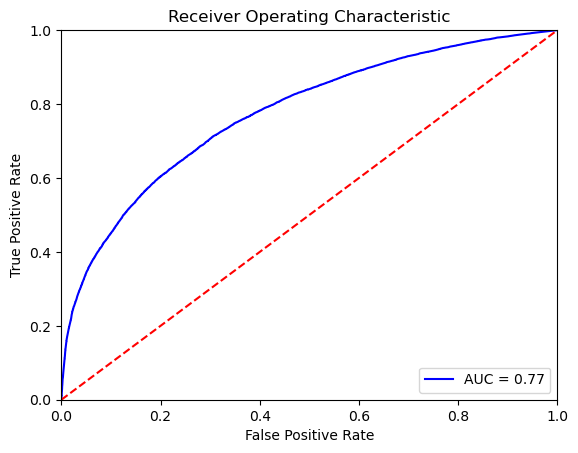 Receiver Operating Characteristic
1.0
0.8
0.6
0.4
0.2
0.0
True Positive Rate
AUC = 0.77
0.0 0.2 0.4 0.6 0.8 1.0
False Positive Rate